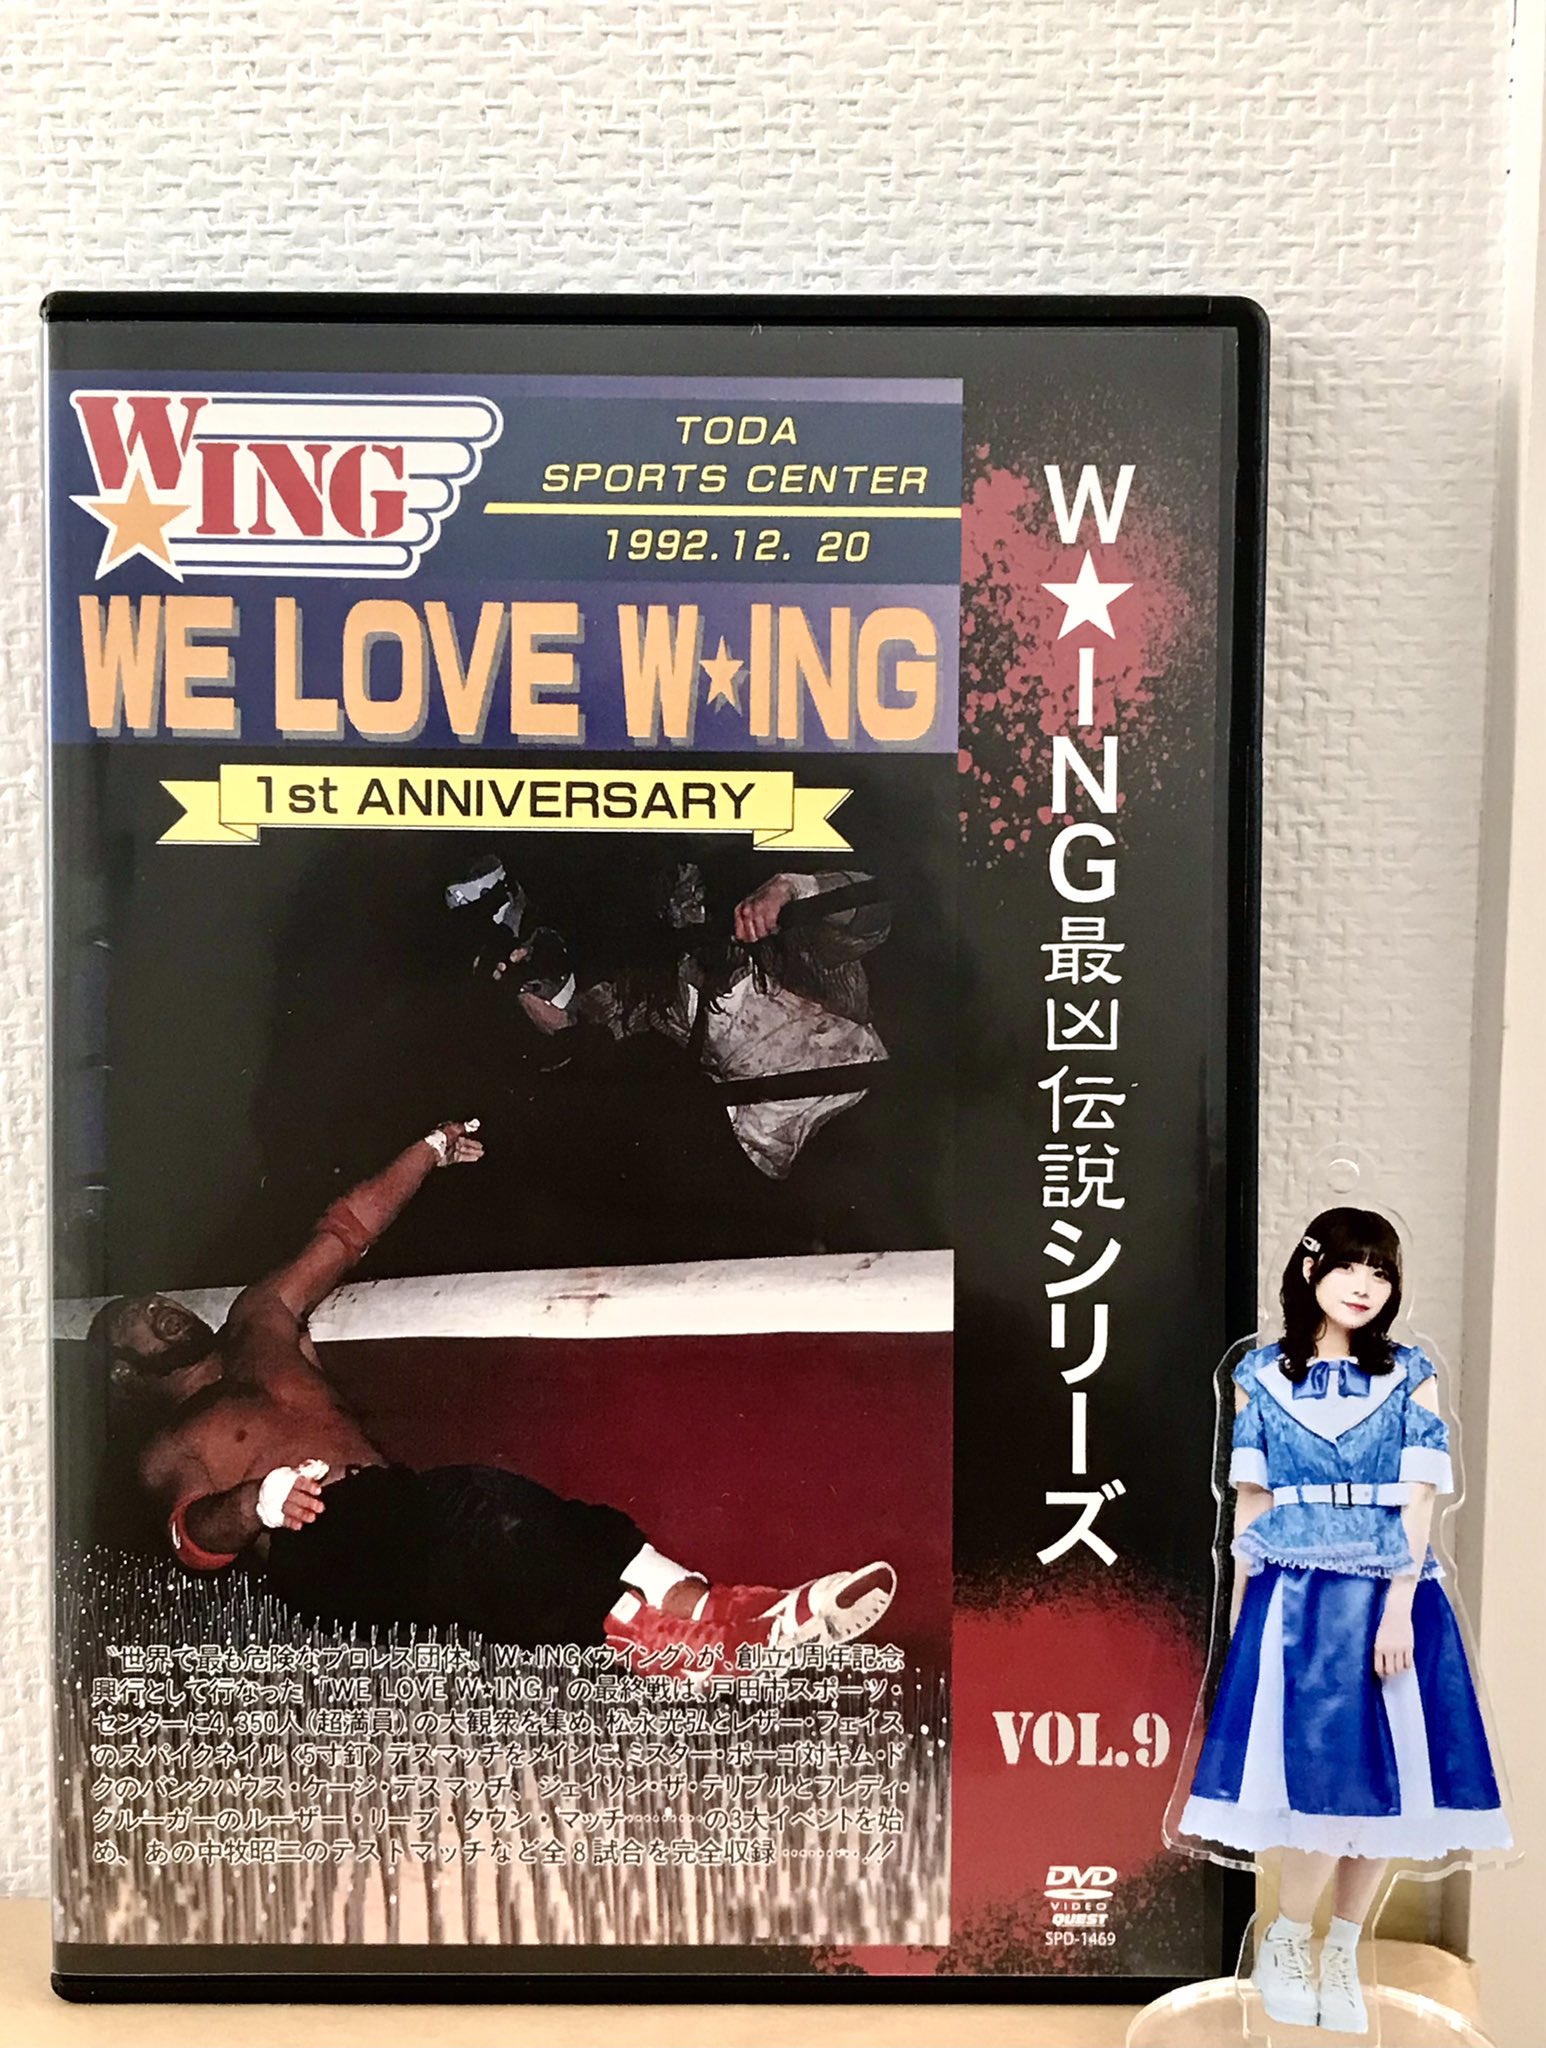 W★ING
TODA
SPORTS CENTER
1992.12. 20
WE LOVE W★ING
1st ANNIVERSARY
W★ING最凶伝説シリーズ
VOL.9
〝世界で最も危険なプロレス団体、W★ING〈ウイング〉が、創立1周年記念
興行として行なった「WE LOVE W★ING」の最終戦は、戸田市スポーツ・
センターに4,350人（超満員）の大観衆を集め、松永光弘とレザー・フェイス
のスパイクネイル〈5寸釘〉デスマッチをメインに、ミスター・ポーゴ対キム・ド
クのバンクハウス・ケージ・デスマッチ、ジェイソン・ザ・テリブルとフレディ・
クルーガーのルーザー・リーブ・タウン・マッチ………の3大イベントを始
め、あの中牧昭二のテストマッチなど全8試合を完全収録………!!
DVD
VIDEO
QUEST
SPD-1469